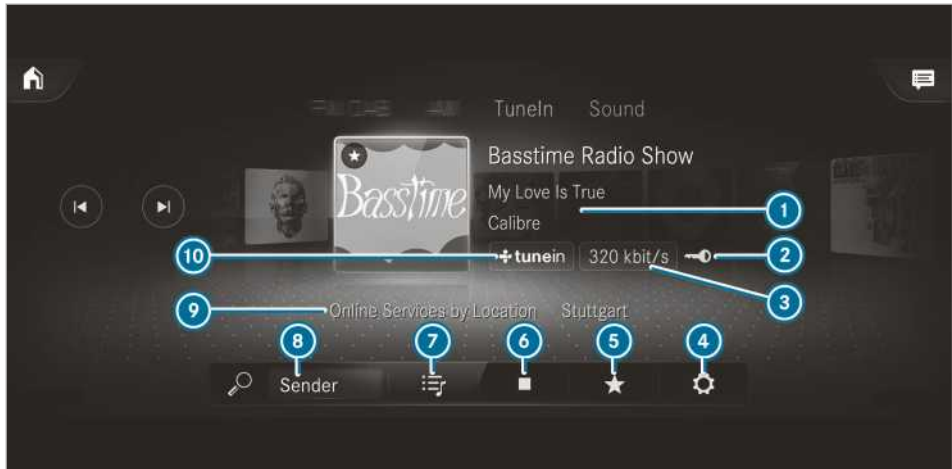 TuneIn Sound
Basstime Radio Show
Basstime
My Love Is True
1
Calibre
10
tunein
320 kbit/s
2
3
9
Online Services by Location Stuttgart
8
7
6
5
4
Sender